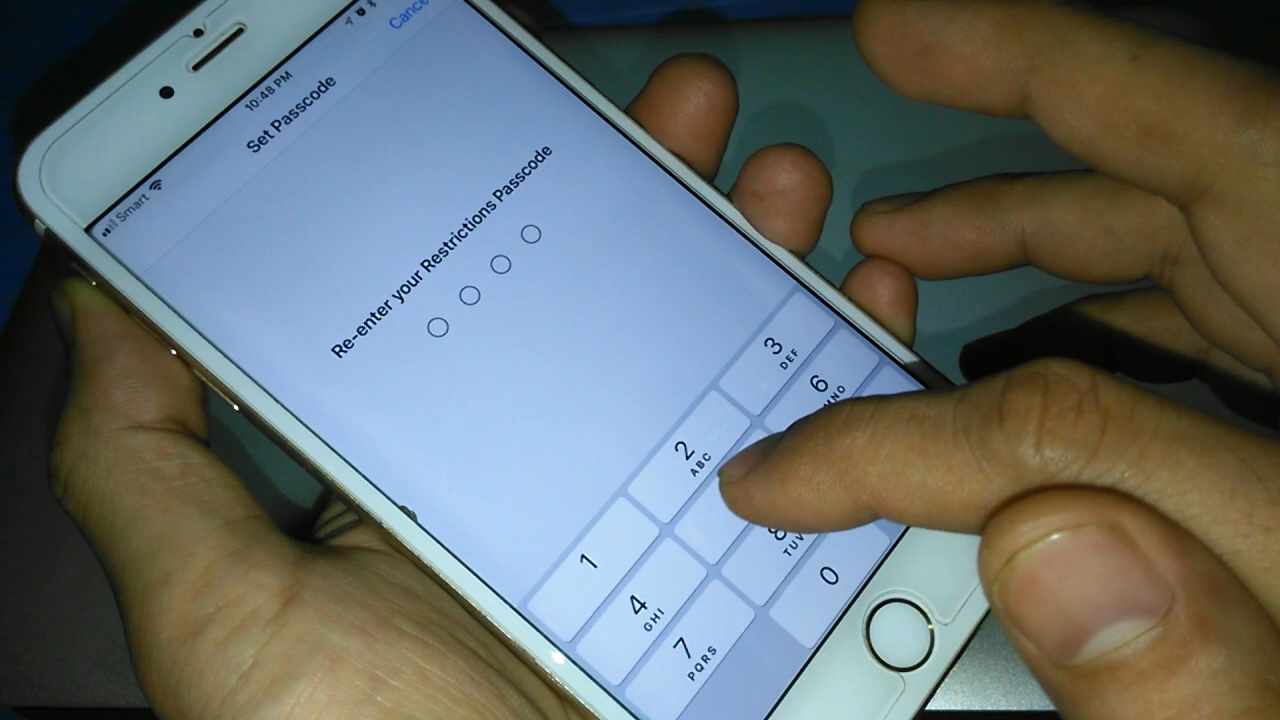 Smart 10:48 PM
Set Passcode Cance
Re-enter your Restrictions Passcode
1
2 ABC
3 DEF
4 GHI
6 MNO
7 PQRS
8 TUV
0